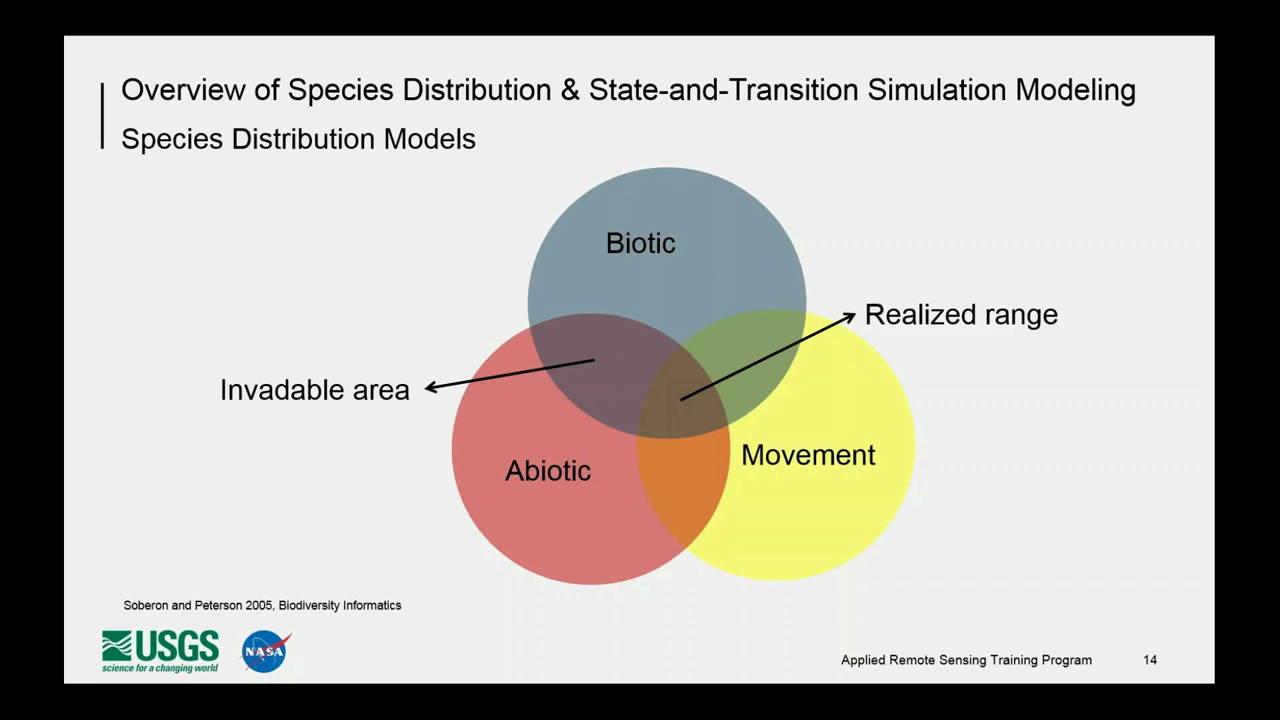 Overview of Species Distribution & State-and-Transition Simulation Modeling
Species Distribution Models
Biotic
Realized range
Invadable area
Movement
Abiotic
Soberon and Peterson 2005, Biodiversity Informatics
USGS
science for a changing world
NASA
Applied Remote Sensing Training Program
14